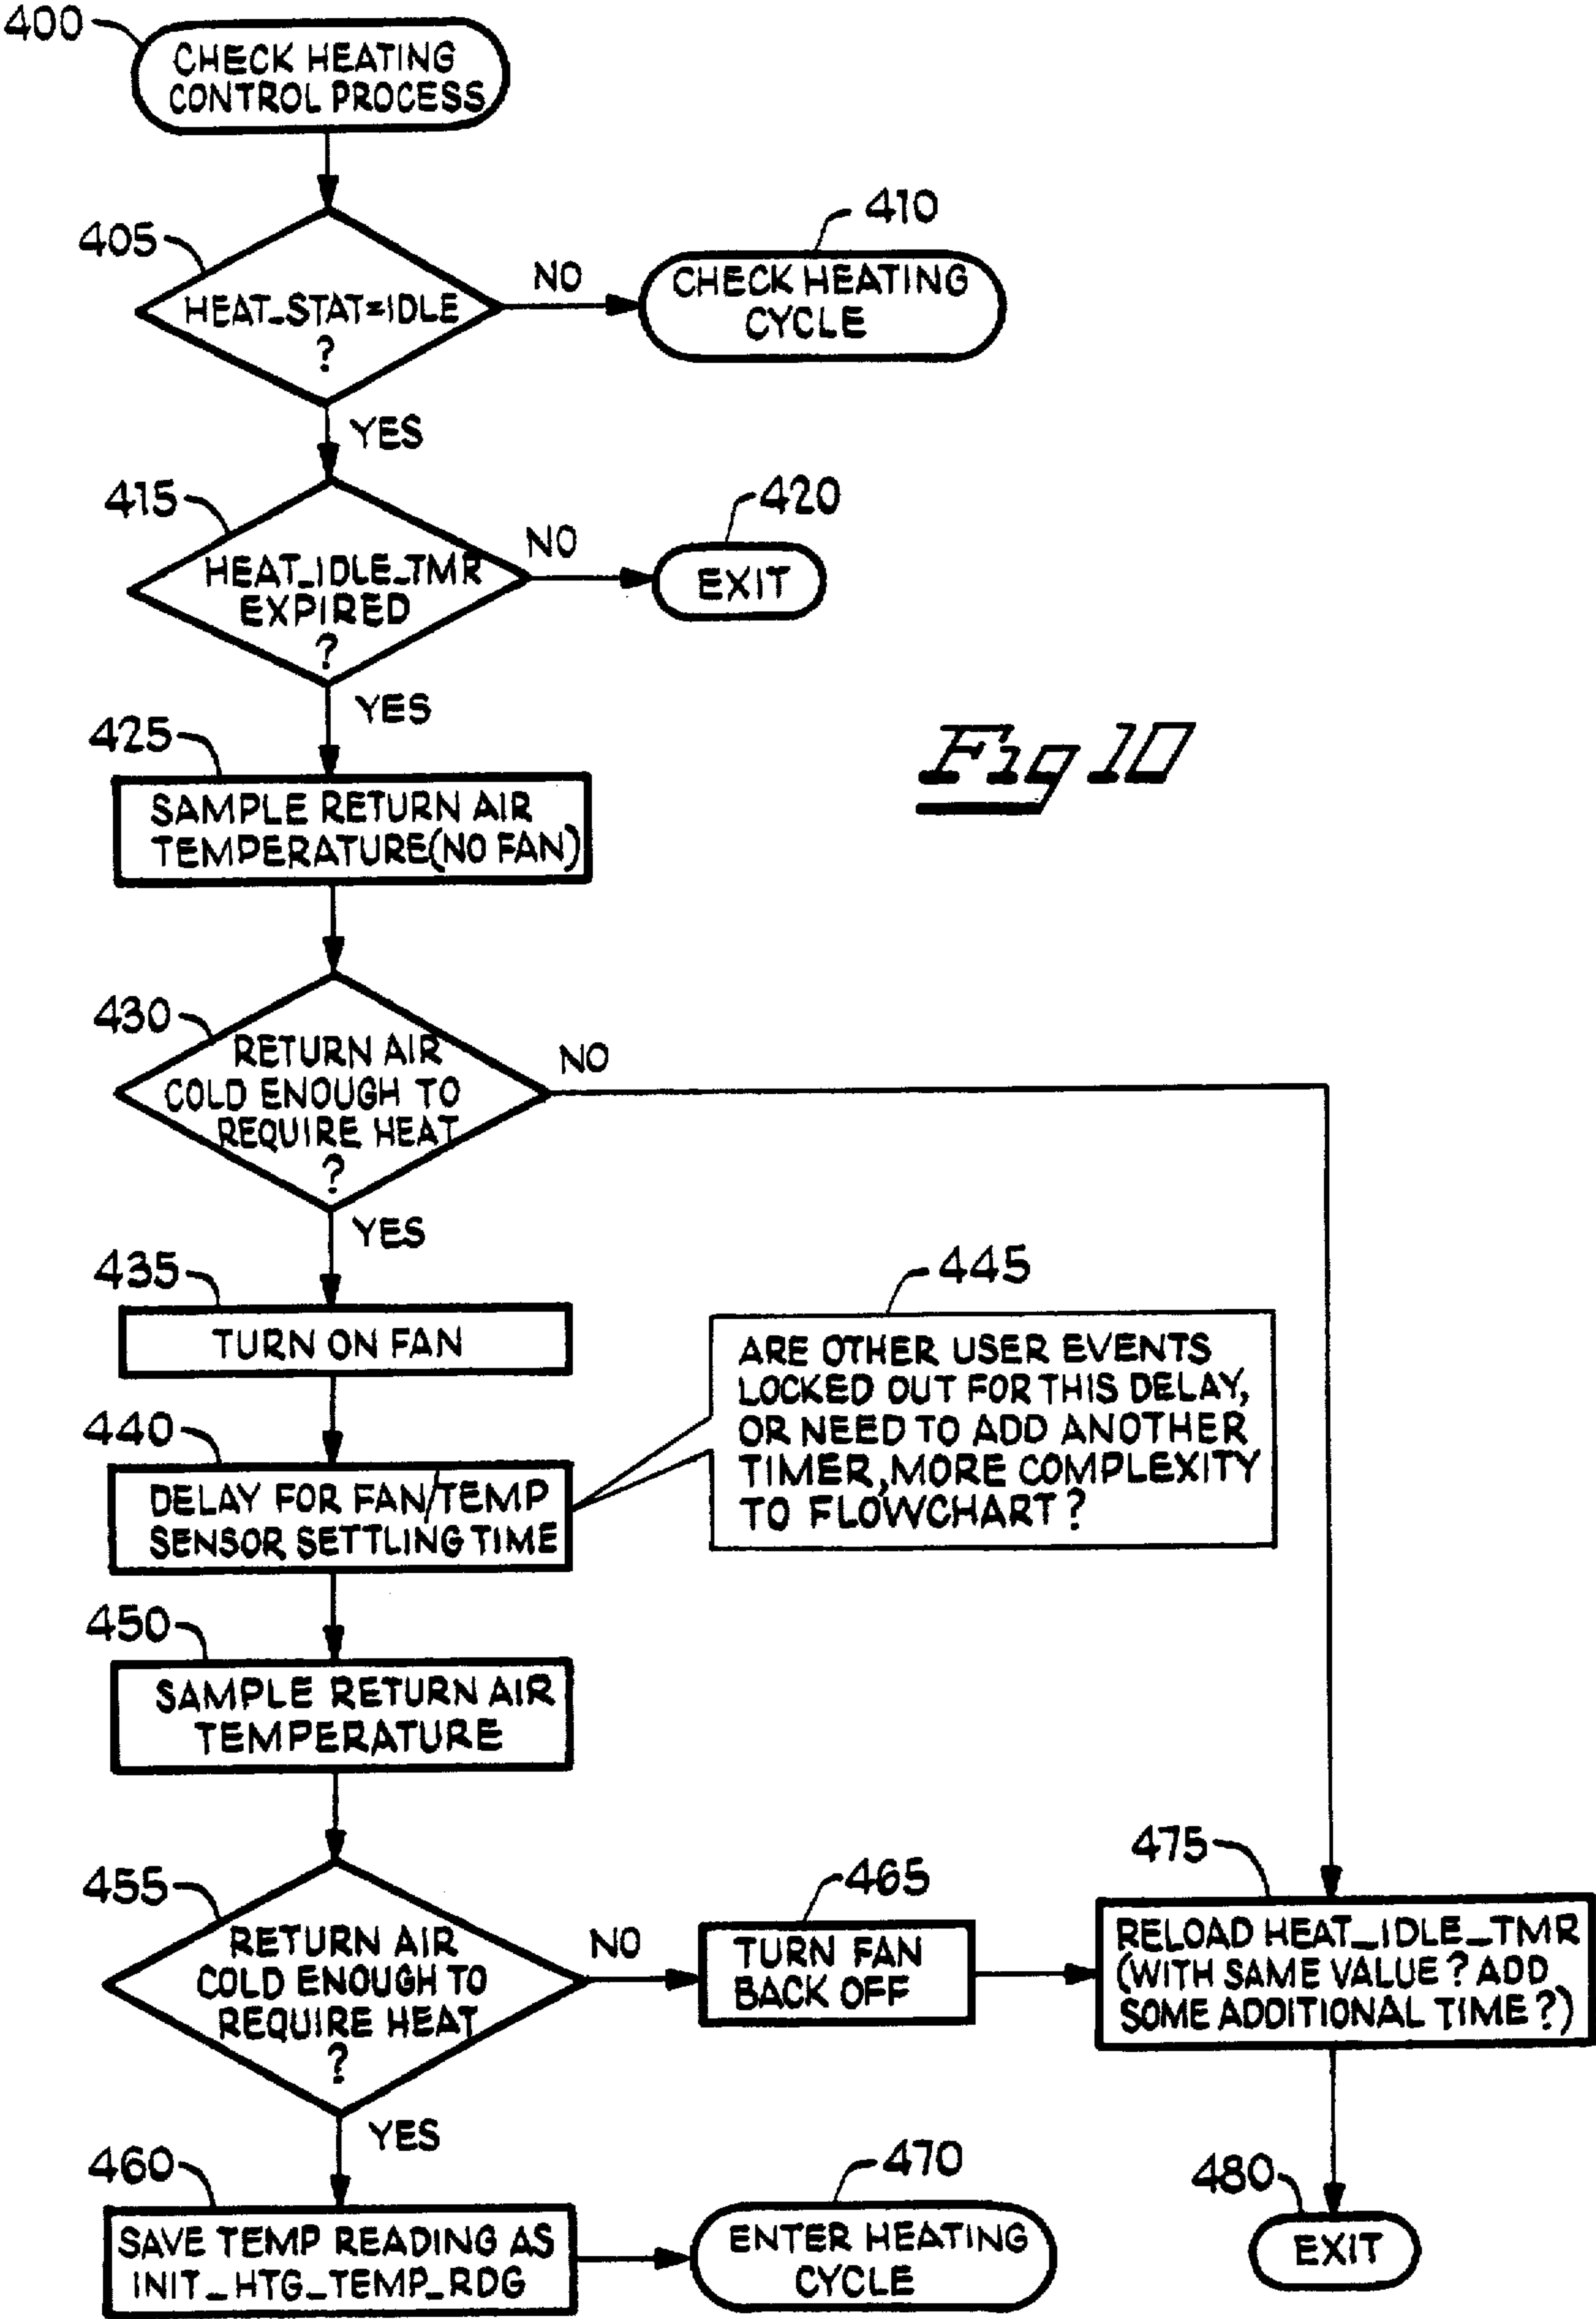 400
CHECK HEATING
CONTROL PROCESS
405
HEAT_STAT=IDLE
?
NO
410
CHECK HEATING
CYCLE
YES
415
HEAT_IDLE_TMR
EXPIRED
?
NO
420
EXIT
YES
425
SAMPLE RETURN AIR
TEMPERATURE(NO FAN)
Fig 10
430
RETURN AIR
COLD ENOUGH TO
REQUIRE HEAT
?
NO
YES
435
TURN ON FAN
440
DELAY FOR FAN/TEMP
SENSOR SETTLING TIME
445
ARE OTHER USER EVENTS
LOCKED OUT FOR THIS DELAY,
OR NEED TO ADD ANOTHER
TIMER, MORE COMPLEXITY
TO FLOWCHART?
450
SAMPLE RETURN AIR
TEMPERATURE
455
RETURN AIR
COLD ENOUGH TO
REQUIRE HEAT
?
NO
465
TURN FAN
BACK OFF
475
RELOAD HEAT_IDLE_TMR
(WITH SAME VALUE? ADD
SOME ADDITIONAL TIME?)
YES
460
SAVE TEMP READING AS
INIT_HTG_TEMP_RDG
470
ENTER HEATING
CYCLE
480
EXIT